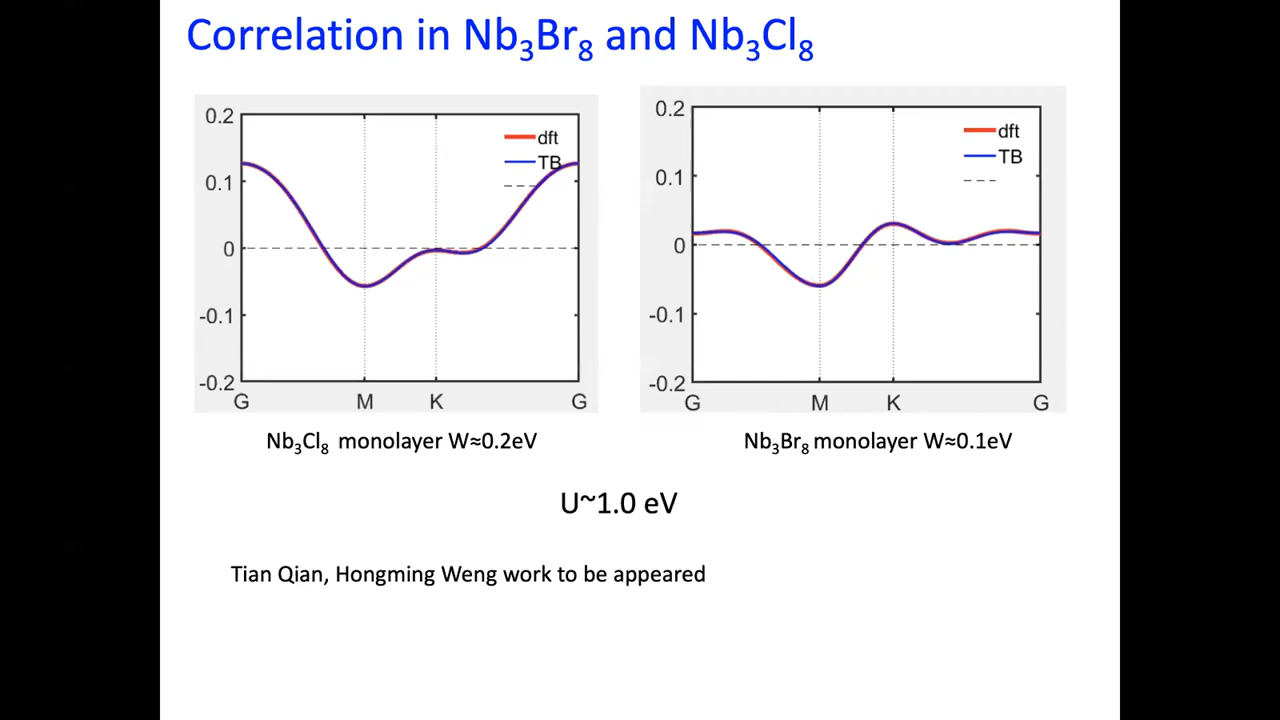 Correlation in Nb₃Br₈ and Nb₃Cl₈
0.2
0.1
0
-0.1
-0.2
G
M
K
G
dft
TB
0.2
0.1
0
-0.1
-0.2
G
M
K
G
dft
TB
Nb₃Cl₈ monolayer W≈0.2eV
Nb₃Br₈ monolayer W≈0.1eV
U~1.0 eV
Tian Qian, Hongming Weng work to be appeared